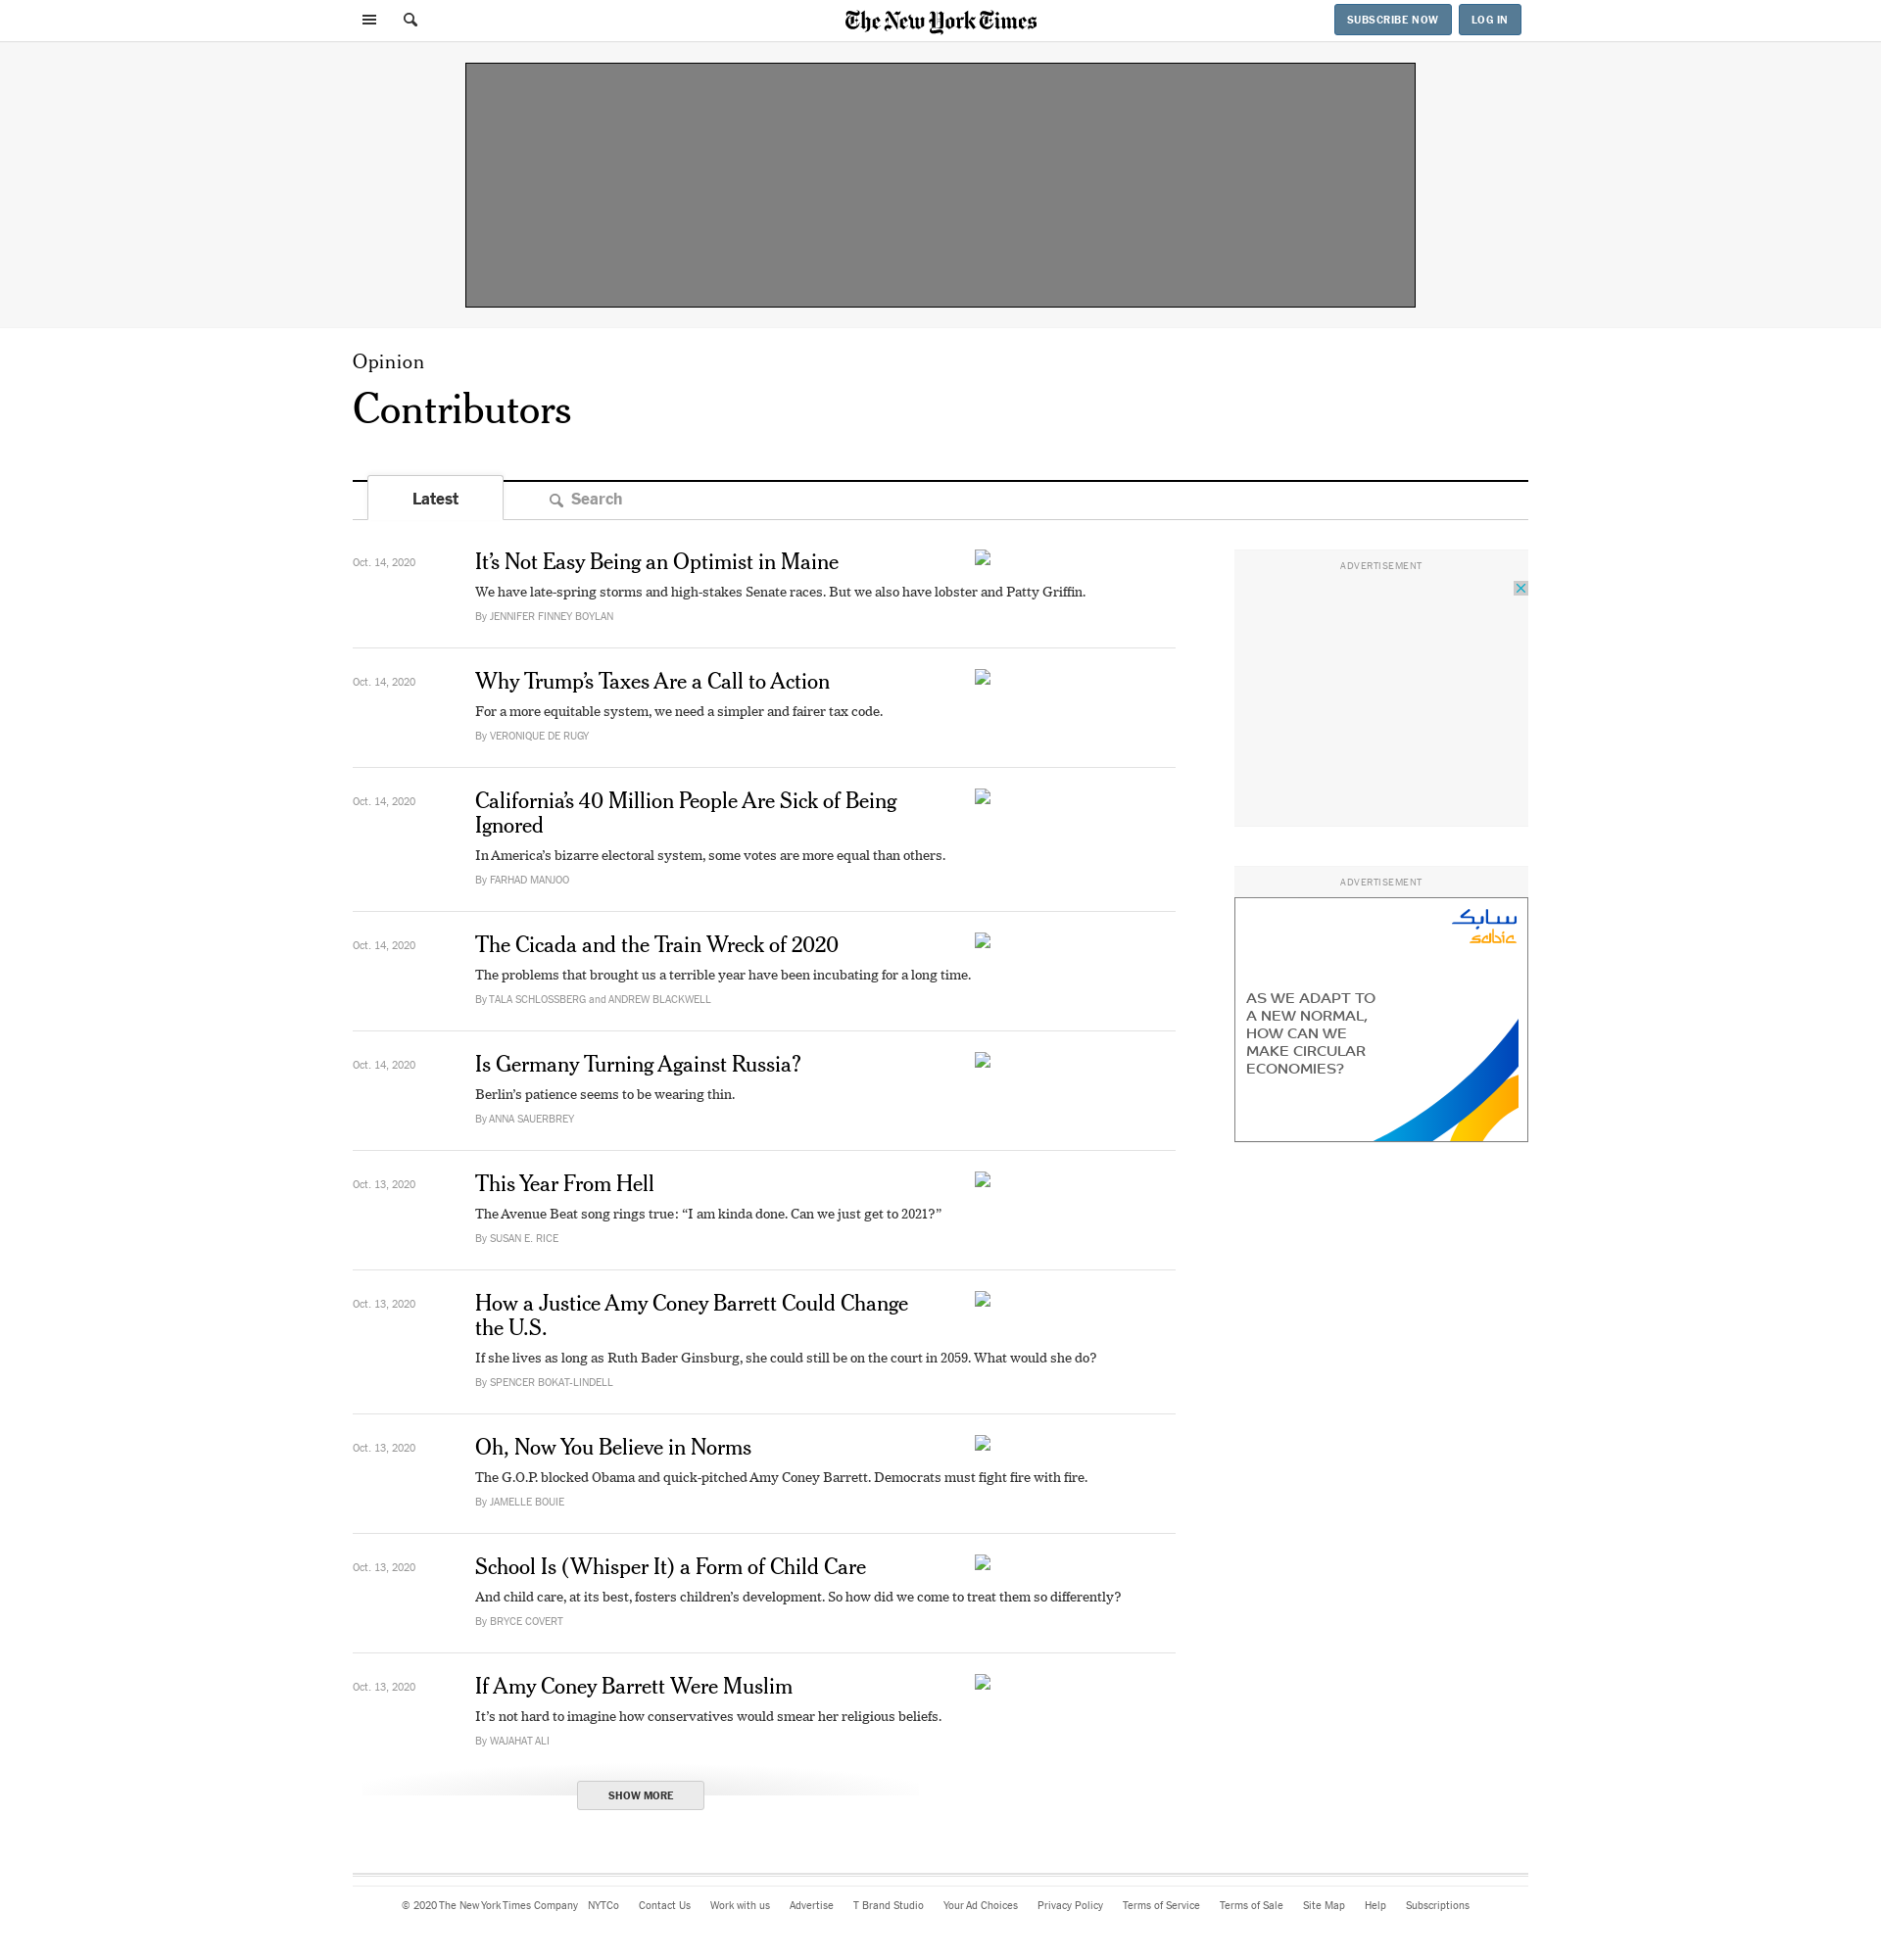 The New York Times
SUBSCRIBE NOW
LOG IN
Opinion
Contributors
Latest
Search
Oct. 14, 2020
It’s Not Easy Being an Optimist in Maine
We have late-spring storms and high-stakes Senate races. But we also have lobster and Patty Griffin.
By JENNIFER FINNEY BOYLAN
Oct. 14, 2020
Why Trump’s Taxes Are a Call to Action
For a more equitable system, we need a simpler and fairer tax code.
By VERONIQUE DE RUGY
Oct. 14, 2020
California’s 40 Million People Are Sick of Being
Ignored
In America’s bizarre electoral system, some votes are more equal than others.
By FARHAD MANJOO
Oct. 14, 2020
The Cicada and the Train Wreck of 2020
The problems that brought us a terrible year have been incubating for a long time.
By TALA SCHLOSSBERG and ANDREW BLACKWELL
Oct. 14, 2020
Is Germany Turning Against Russia?
Berlin’s patience seems to be wearing thin.
By ANNA SAUERBREY
Oct. 13, 2020
This Year From Hell
The Avenue Beat song rings true: “I am kinda done. Can we just get to 2021?”
By SUSAN E. RICE
Oct. 13, 2020
How a Justice Amy Coney Barrett Could Change
the U.S.
If she lives as long as Ruth Bader Ginsburg, she could still be on the court in 2059. What would she do?
By SPENCER BOKAT-LINDELL
Oct. 13, 2020
Oh, Now You Believe in Norms
The G.O.P. blocked Obama and quick-pitched Amy Coney Barrett. Democrats must fight fire with fire.
By JAMELLE BOUIE
Oct. 13, 2020
School Is (Whisper It) a Form of Child Care
And child care, at its best, fosters children’s development. So how did we come to treat them so differently?
By BRYCE COVERT
Oct. 13, 2020
If Amy Coney Barrett Were Muslim
It’s not hard to imagine how conservatives would smear her religious beliefs.
By WAJAHAT ALI
SHOW MORE
ADVERTISEMENT
ADVERTISEMENT
سابك
sabic
AS WE ADAPT TO
A NEW NORMAL,
HOW CAN WE
MAKE CIRCULAR
ECONOMIES?
© 2020 The New York Times Company NYTCo Contact Us Work with us Advertise T Brand Studio Your Ad Choices Privacy Policy Terms of Service Terms of Sale Site Map Help Subscriptions